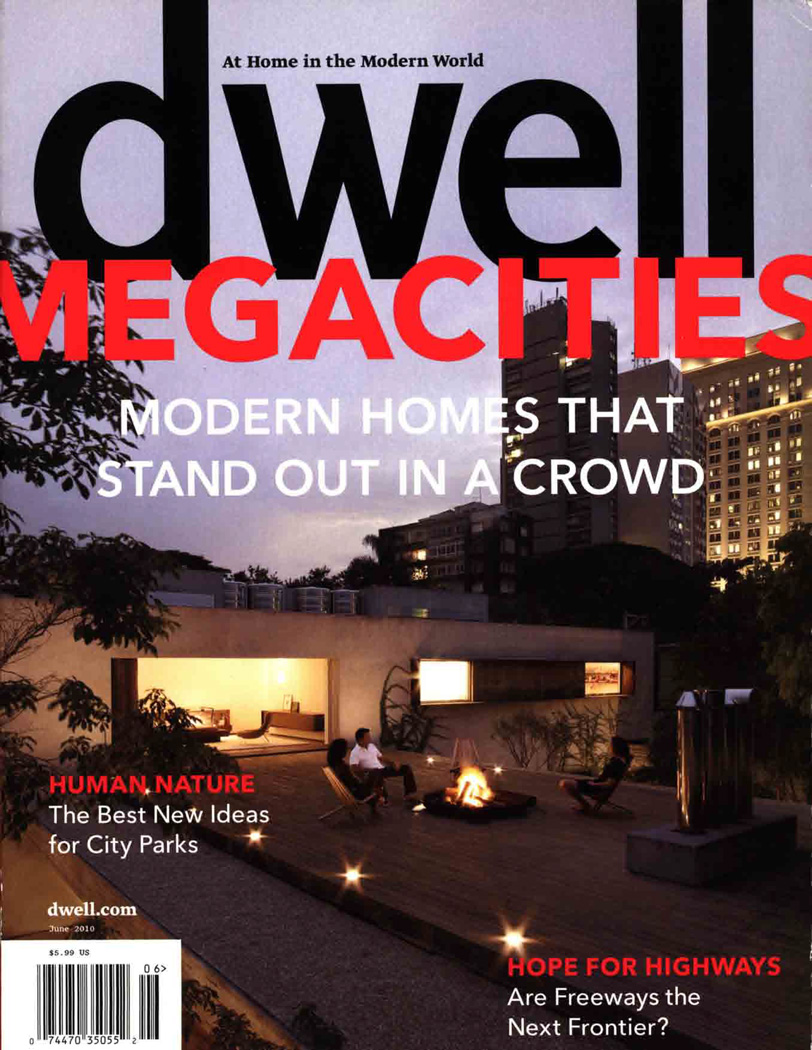 At Home in the Modern World
dwell
MEGACITIES
MODERN HOMES THAT
STAND OUT IN A CROWD
HUMAN NATURE
The Best New Ideas
for City Parks
dwell.com
June 2010
$5.99 US
06>
0 74470 35055 2
HOPE FOR HIGHWAYS
Are Freeways the
Next Frontier?